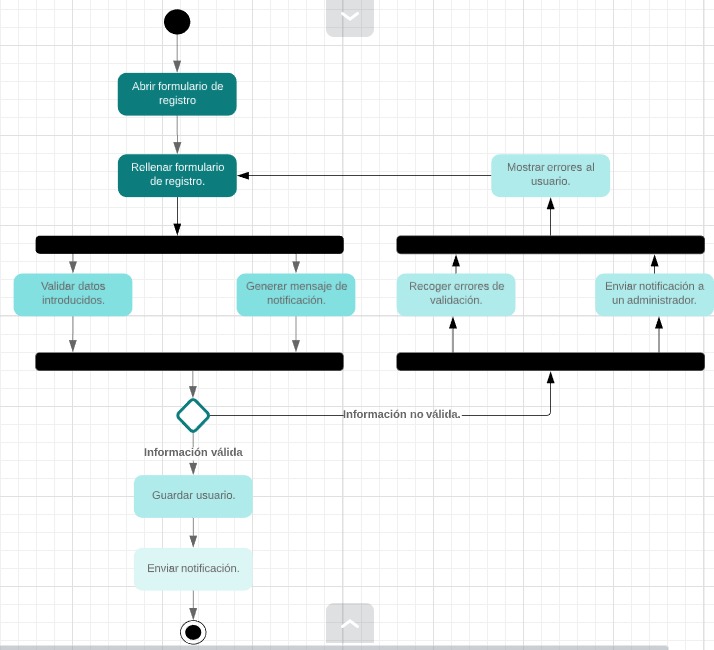 Abrir formulario de
registro
Rellenar formulario
de registro.
Mostrar errores al
usuario.
Validar datos
introducidos.
Generer mensaje de
notificación.
Recoger errores de
validación.
Enviar notificación a
un administrador.
Información no válida.
Información válida
Guardar usuario.
Enviar notificación.